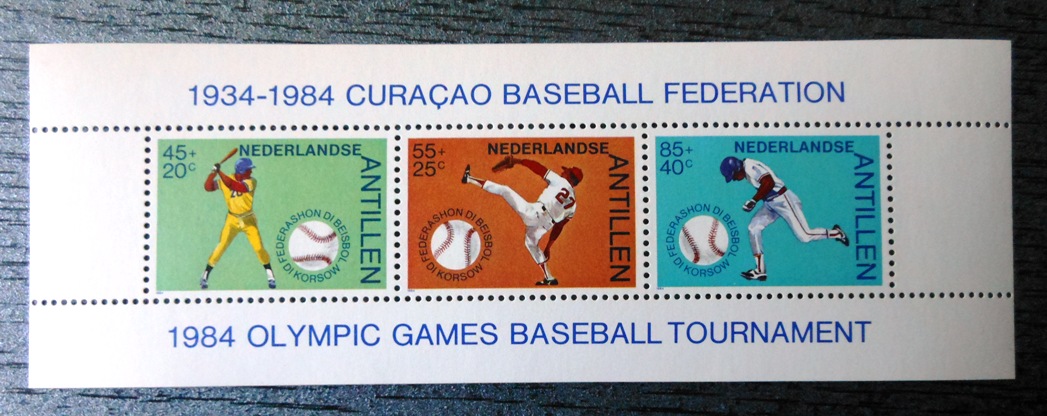 1934-1984 CURAÇAO BASEBALL FEDERATION
45+
20c
NEDERLANDSE
ANTILLEN
FEDERASHON DI BEISBOL DI KORSOW
55+
25c
NEDERLANDSE
ANTILLEN
27
FEDERASHON DI BEISBOL DI KORSOW
85+
40c
NEDERLANDSE
ANTILLEN
FEDERASHON DI BEISBOL DI KORSOW
1984 OLYMPIC GAMES BASEBALL TOURNAMENT